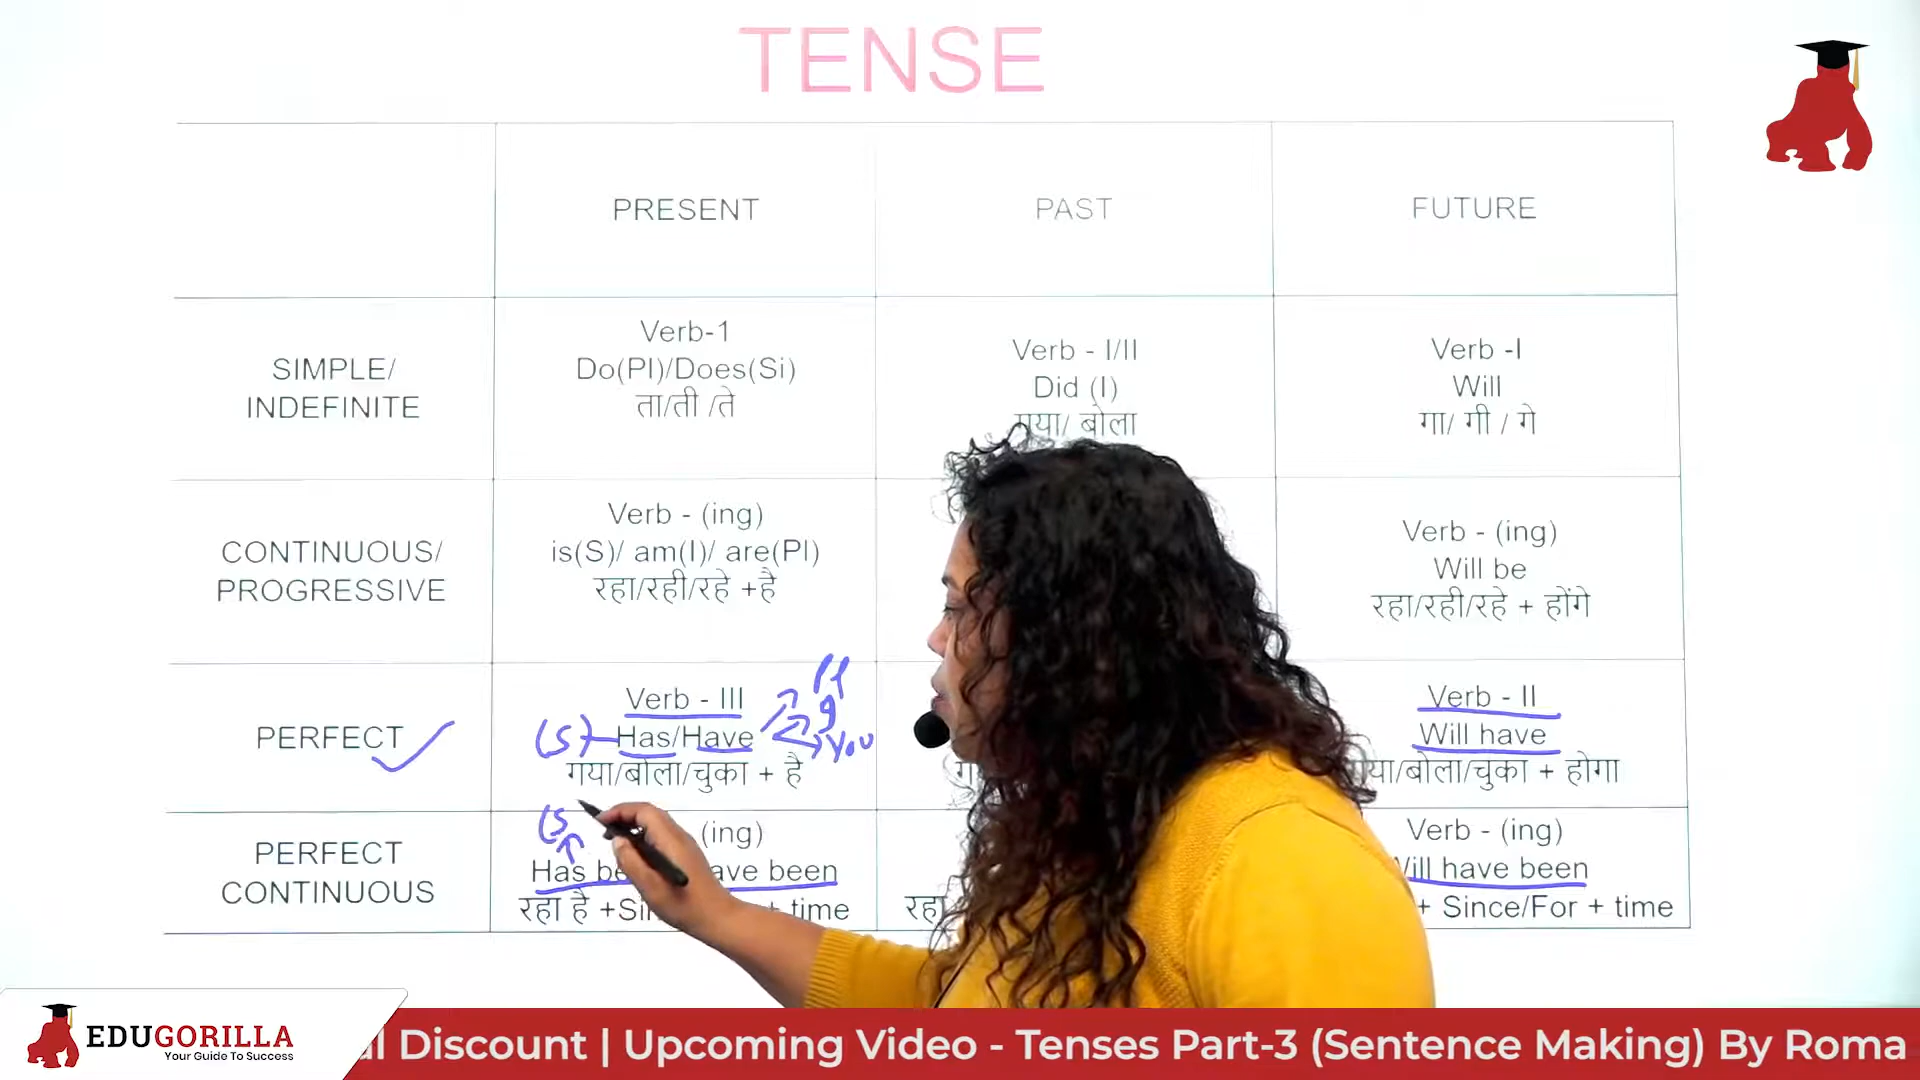 TENSE
PRESENT
PAST
FUTURE
SIMPLE/
INDEFINITE
Verb-1
Do(Pl)/Does(Si)
ता/ती /ते
Verb - I/II
Did (I)
गया/ बोला
Verb -I
Will
गा/ गी / गे
CONTINUOUS/
PROGRESSIVE
Verb - (ing)
is(S)/ am(I)/ are(Pl)
रहा/रही/रहे +है
Verb - (ing)
Will be
रहा/रही/रहे + होंगे
PERFECT
Verb - III
(S) Has/Have
गया/बोला/चुका + है
Pl
I
You
Verb - II
Will have
/बोला/चुका + होगा
PERFECT
CONTINUOUS
(S
(ing)
Has been
रहा है + time
Verb - (ing)
Will have been
+ Since/For + time
EDUGORILLA
Your Guide To Success
Discount | Upcoming Video - Tenses Part-3 (Sentence Making) By Roma